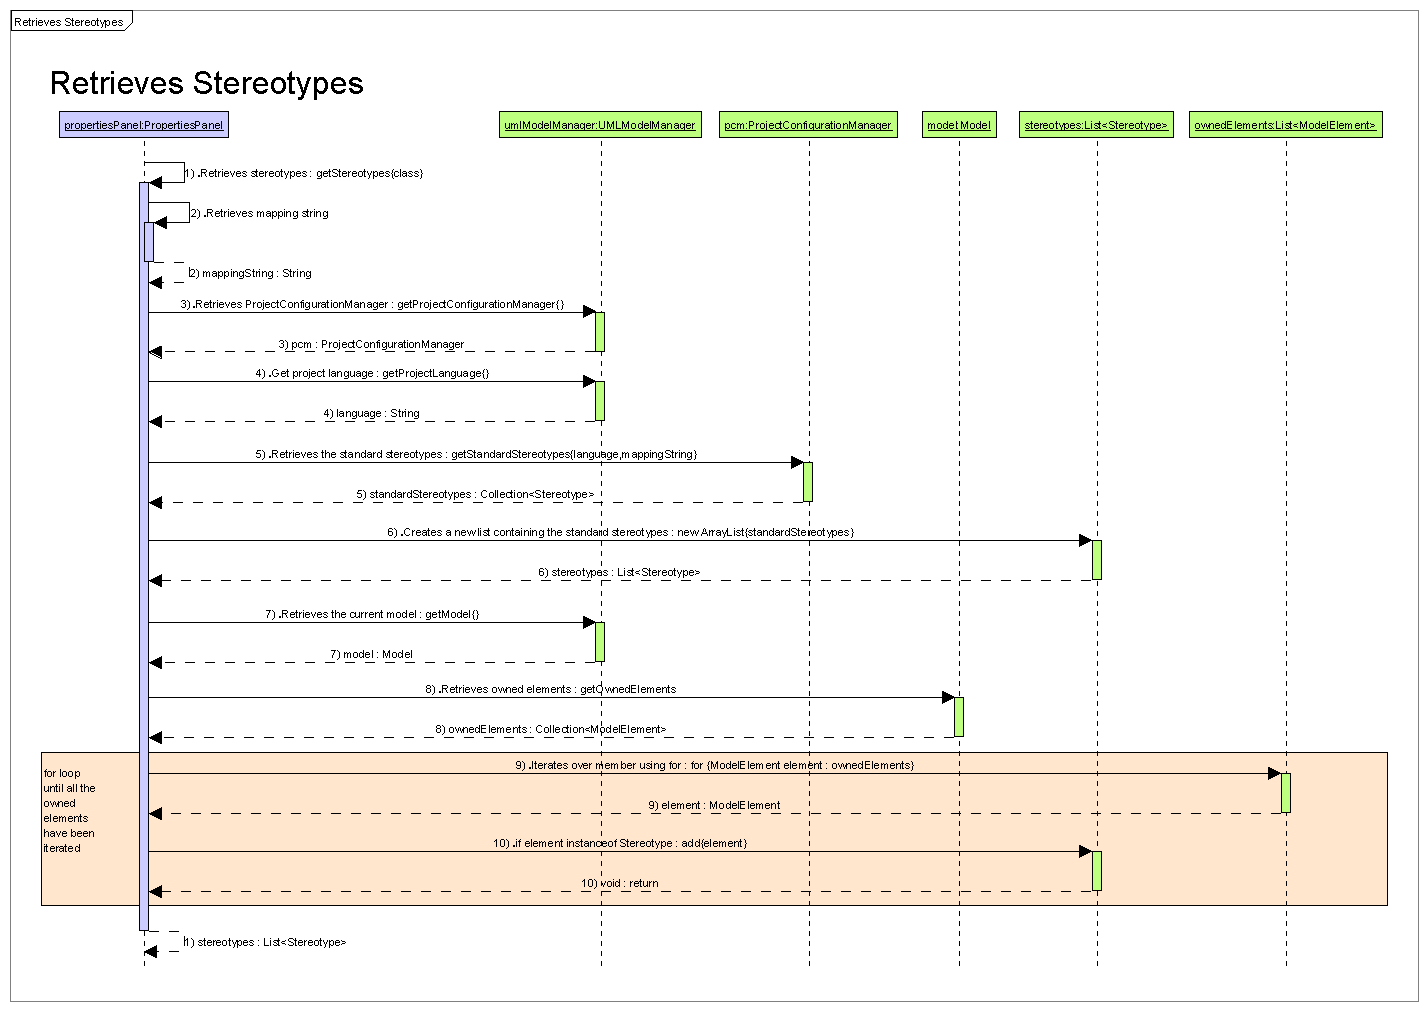 Retrieves Stereotypes
Retrieves Stereotypes
propertiesPanel:PropertiesPanel
umlModelManager:UMLModelManager
pcm:ProjectConfigurationManager
model:Model
stereotypes:List<Stereotype>
ownedElements:List<ModelElement>
1) .Retrieves stereotypes : getStereotypes{class}
2) .Retrieves mapping string
2) mappingString : String
3) .Retrieves ProjectConfigurationManager : getProjectConfigurationManager{}
3) pcm : ProjectConfigurationManager
4) .Get project language : getProjectLanguage{}
4) language : String
5) .Retrieves the standard stereotypes : getStandardStereotypes{language,mappingString}
5) standardStereotypes : Collection<Stereotype>
6) .Creates a new list containing the standard stereotypes : new ArrayList{standardStereotypes}
6) stereotypes : List<Stereotype>
7) .Retrieves the current model : getModel{}
7) model : Model
8) .Retrieves owned elements : getOwnedElements
8) ownedElements : Collection<ModelElement>
for loop
until all the
owned
elements
have been
iterated
9) .Iterates over member using for : for {ModelElement element : ownedElements}
9) element : ModelElement
10) .if element instanceof Stereotype : add{element}
10) void : return
1) stereotypes : List<Stereotype>